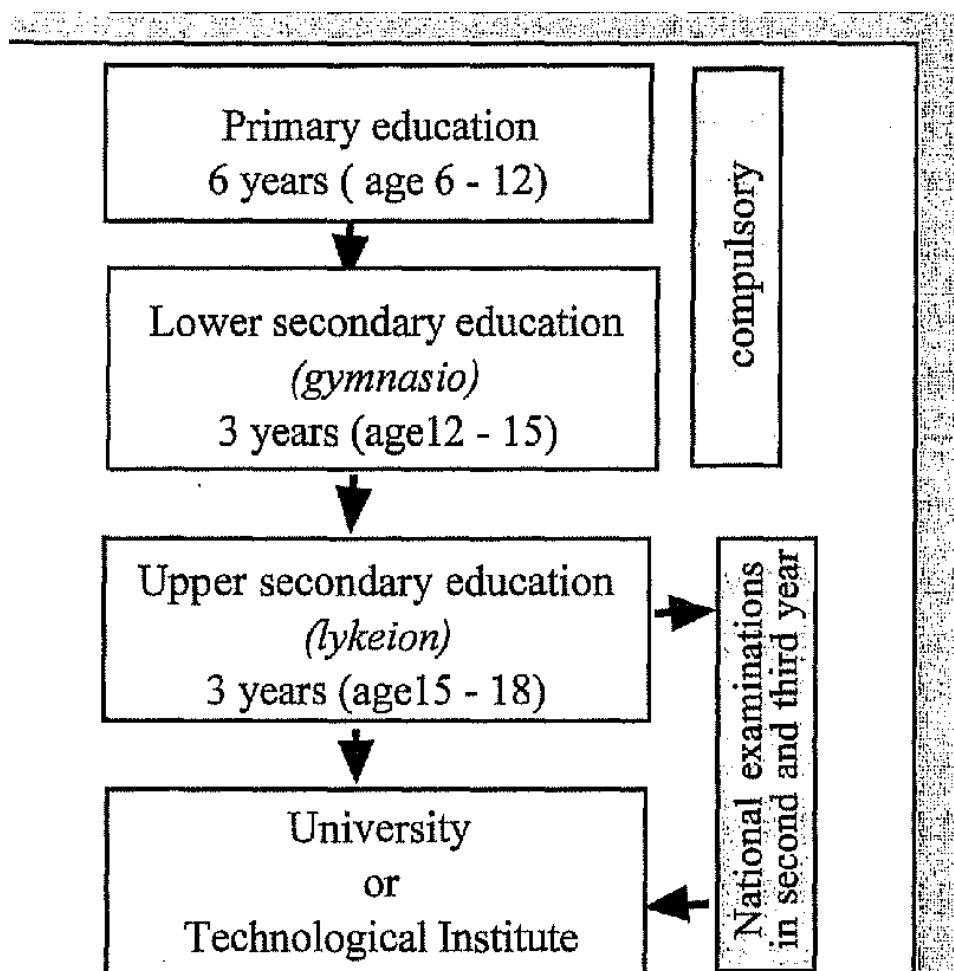 Primary education
6 years ( age 6 - 12)
compulsory
Lower secondary education
(gymnasio)
3 years (age12 - 15)
Upper secondary education
(lykeion)
3 years (age15 - 18)
National examinations
in second and third year
University
or
Technological Institute